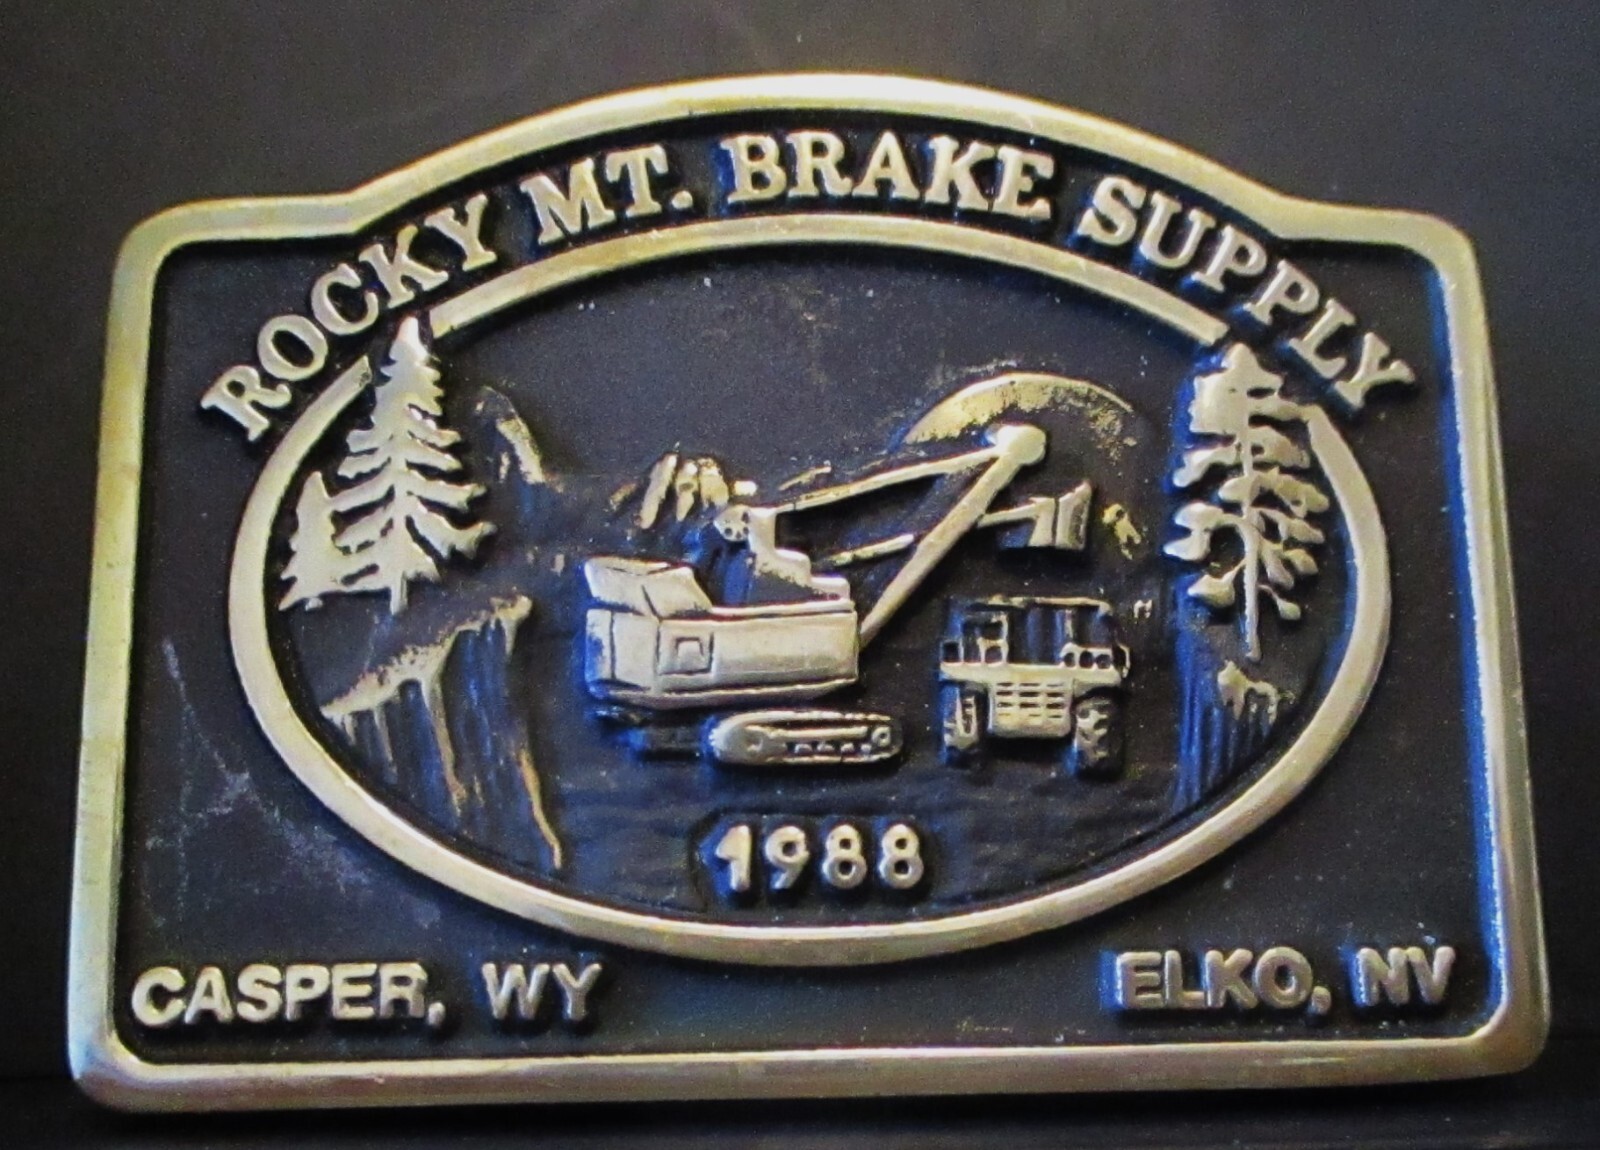 ROCKY MT. BRAKE SUPPLY
1988
CASPER, WY
ELKO, NV